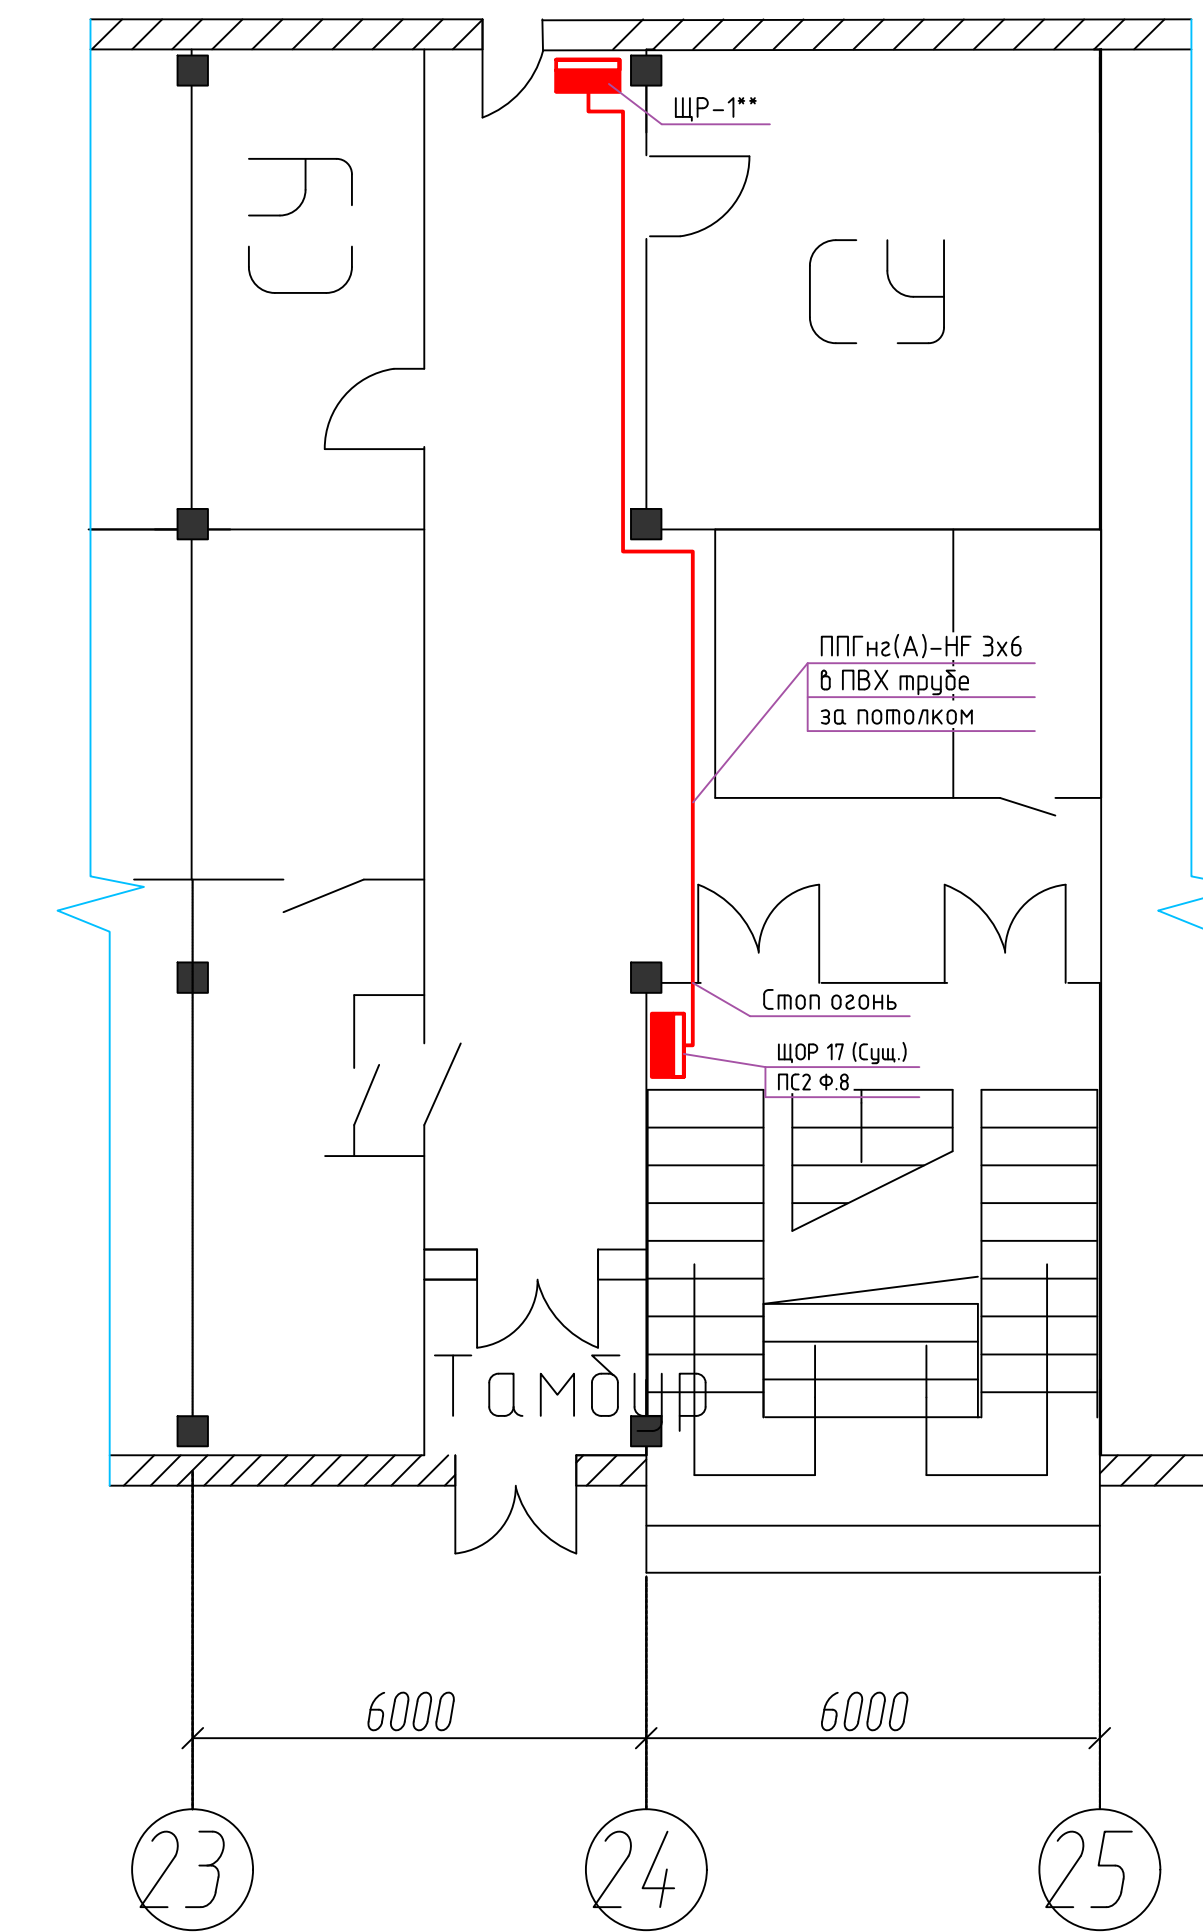 ЩР-1**
СУ
ППГнг(А)-HF 3х6
в ПВХ трубе
за потолком
Стоп огонь
ЩОР 17 (Сущ.)
ПС2 Ф.8
Тамбур
6000
6000
23
24
25